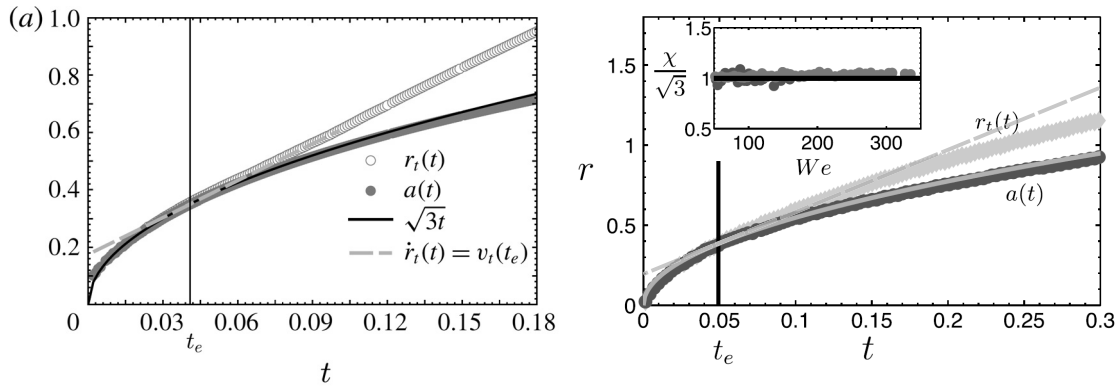 (a)
1.0
0.8
0.6
0.4
0.2
0
0.03
0.06
0.09
0.12
0.15
0.18
t_e
t
r_t(t)
a(t)
√3t
ṙ_t(t) = v_t(t_e)
1.5
1
0.5
0
r
0
0.05
0.1
0.15
0.2
0.25
0.3
t_e
t
r_t(t)
a(t)
χ/√3
1.5
1
0.5
100
200
300
We